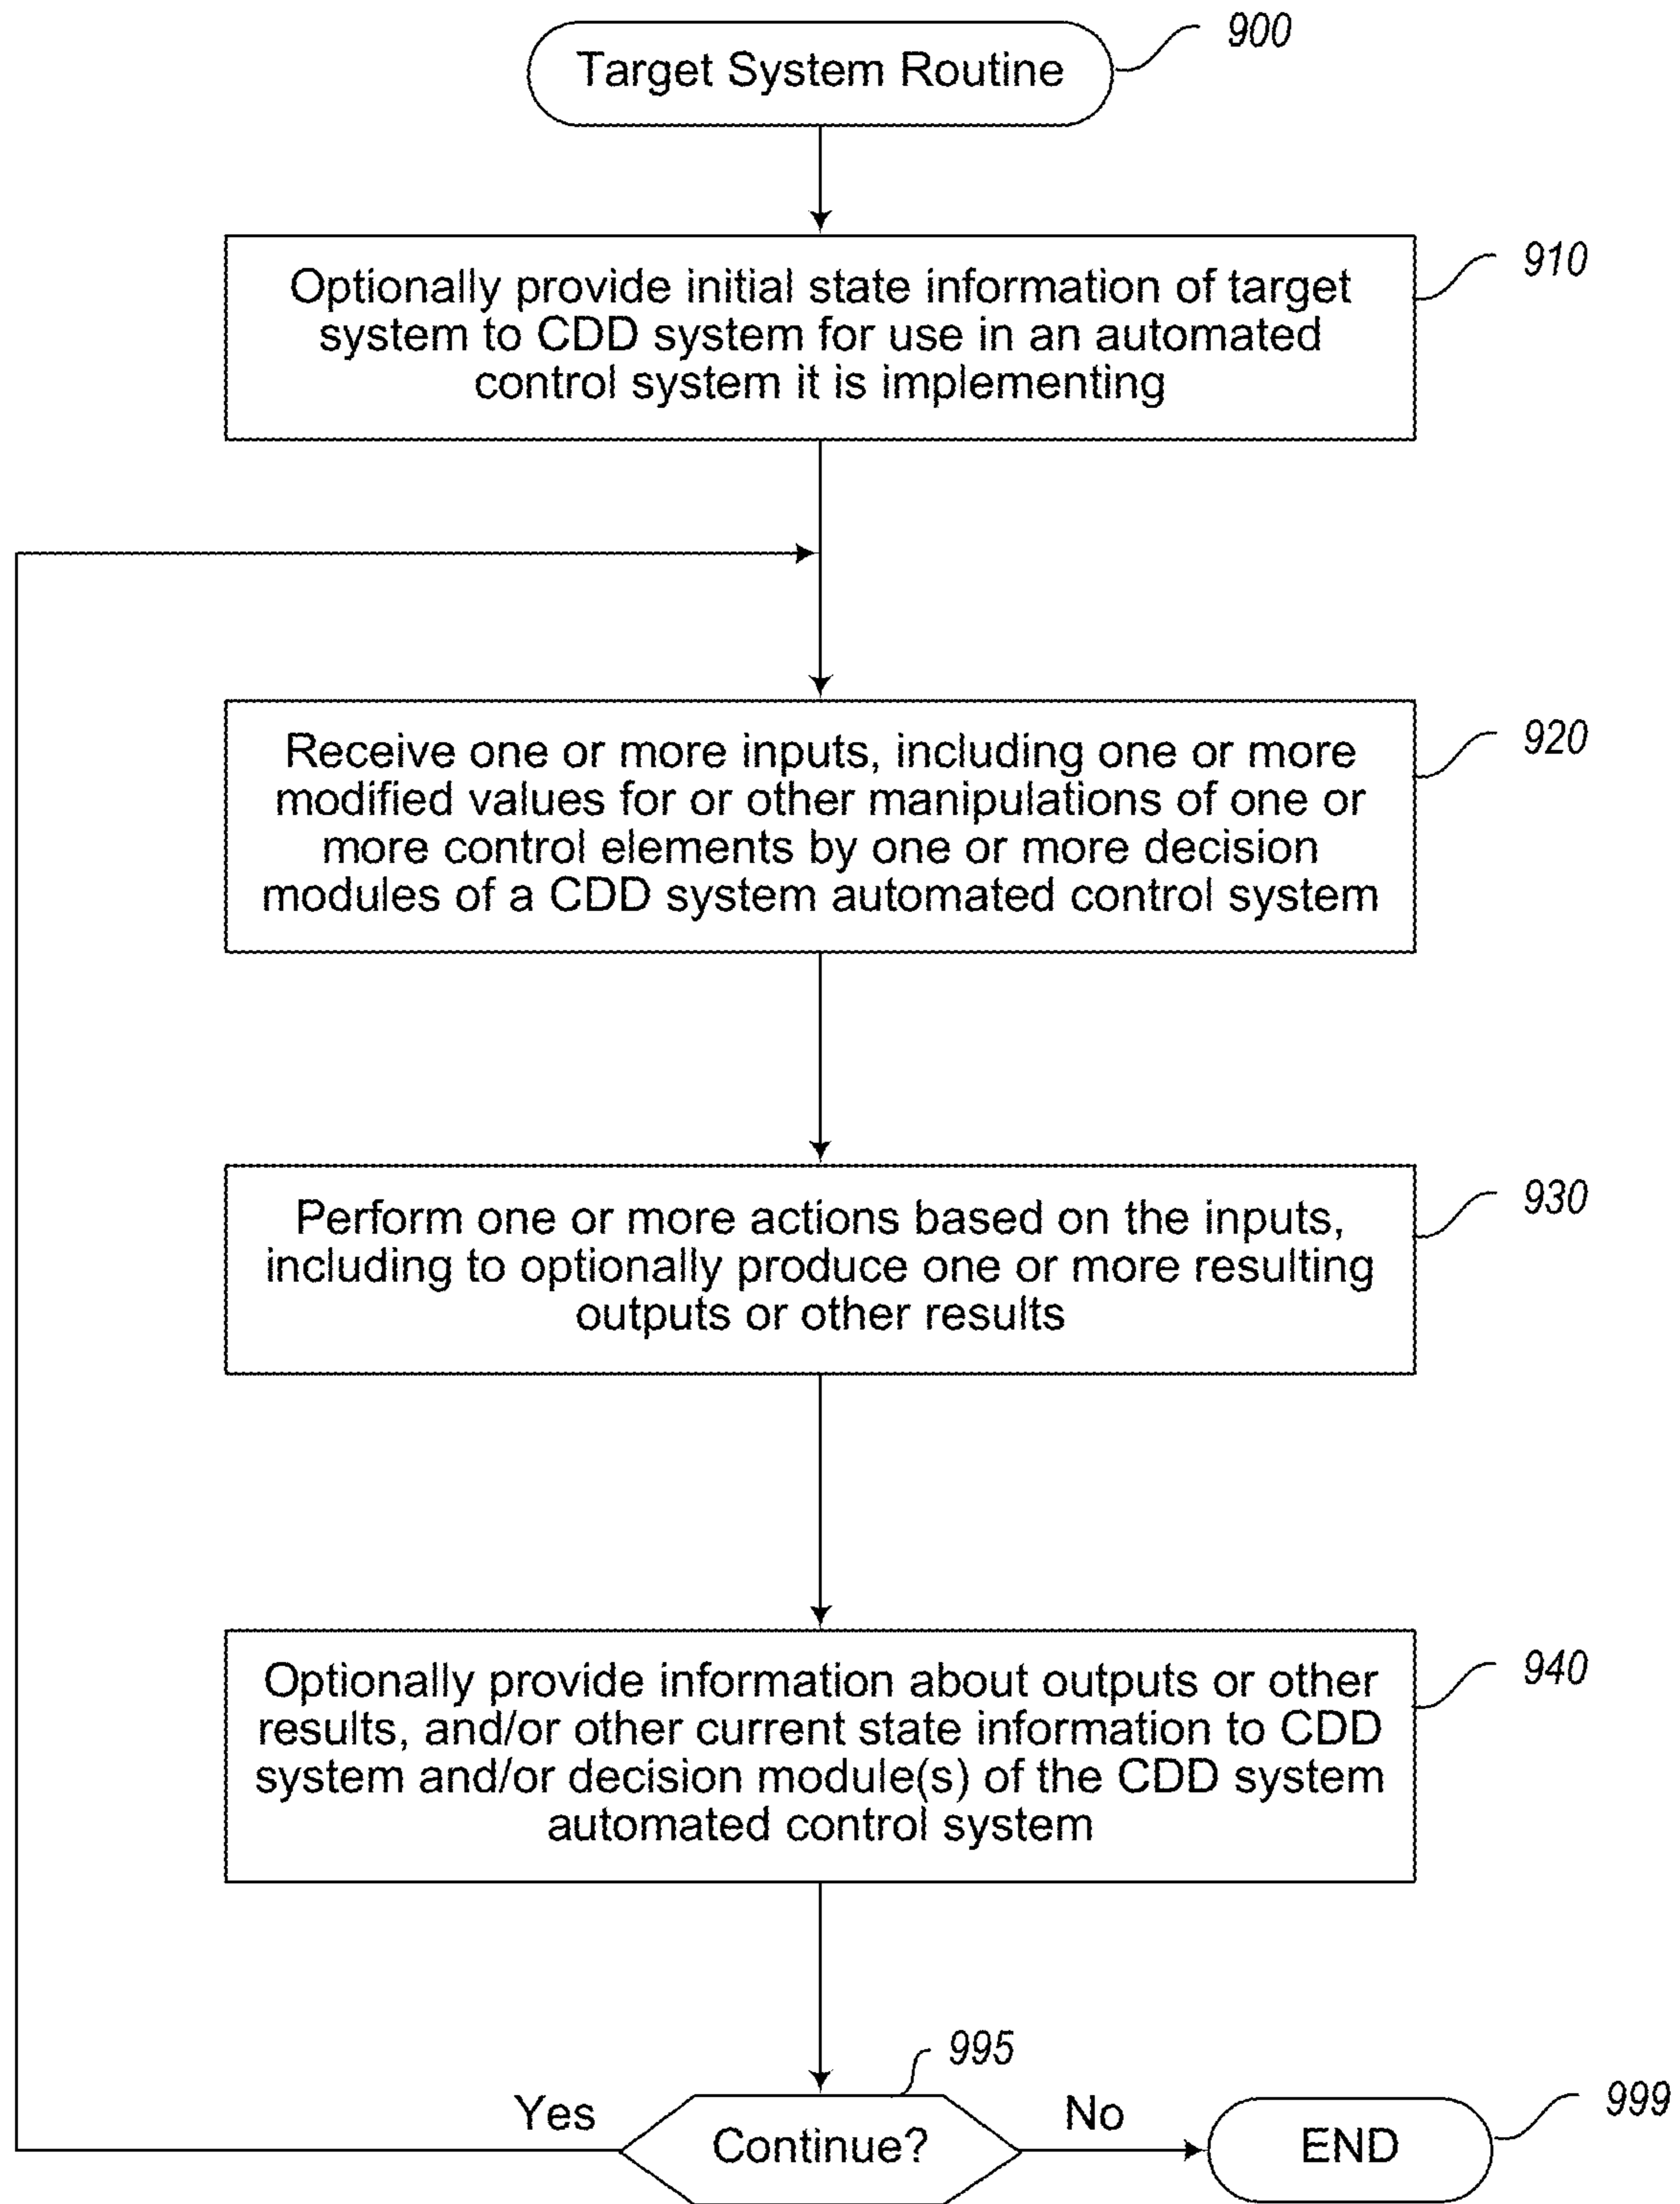 Target System Routine
900
Optionally provide initial state information of target
system to CDD system for use in an automated
control system it is implementing
910
Receive one or more inputs, including one or more
modified values for or other manipulations of one or
more control elements by one or more decision
modules of a CDD system automated control system
920
Perform one or more actions based on the inputs,
including to optionally produce one or more resulting
outputs or other results
930
Optionally provide information about outputs or other
results, and/or other current state information to CDD
system and/or decision module(s) of the CDD system
automated control system
940
995
Yes
Continue?
No
END
999